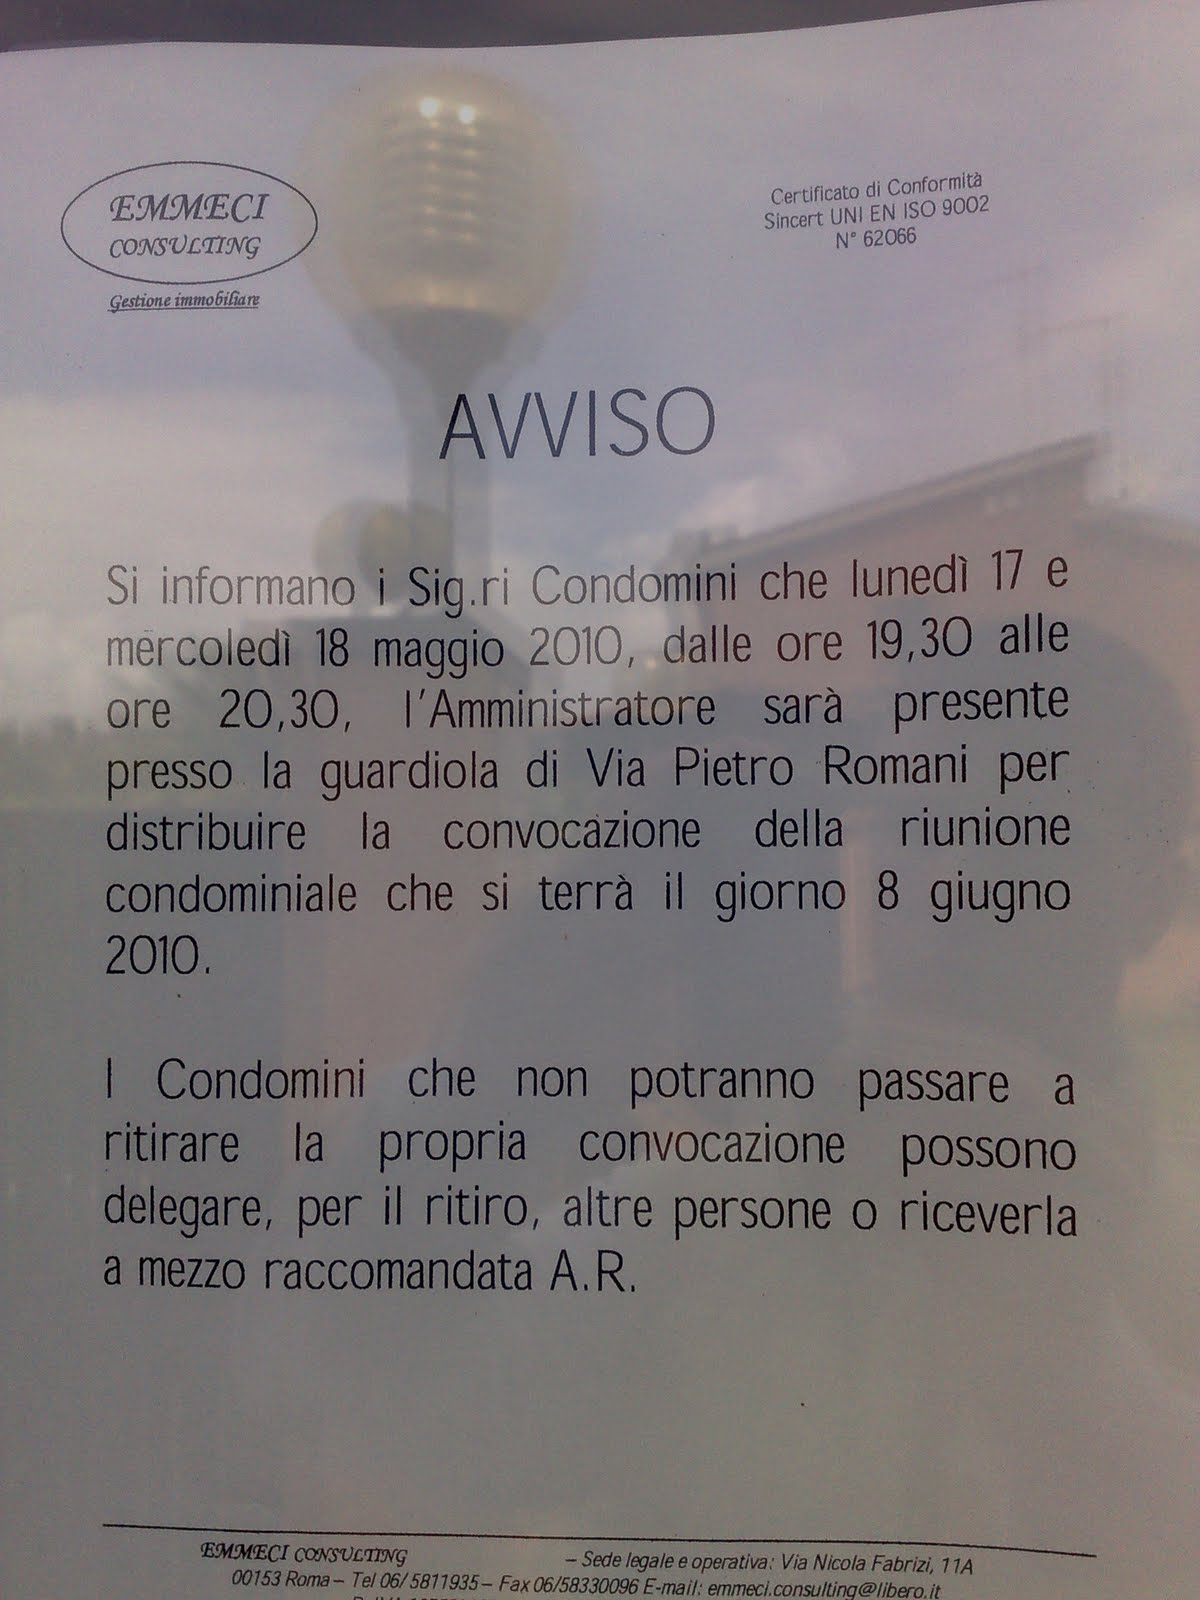 EMMECI
CONSULTING
Gestione immobiliare
Certificato di Conformità
Sincert UNI EN ISO 9002
N° 62066
AVVISO
Si informano i Sig.ri Condomini che lunedì 17 e
mercoledì 18 maggio 2010, dalle ore 19,30 alle
ore 20,30, l'Amministratore sarà presente
presso la guardiola di Via Pietro Romani per
distribuire la convocazione della riunione
condominiale che si terrà il giorno 8 giugno
2010.
I Condomini che non potranno passare a
ritirare la propria convocazione possono
delegare, per il ritiro, altre persone o riceverla
a mezzo raccomandata A.R.
EMMECI CONSULTING – Sede legale e operativa: Via Nicola Fabrizi, 11A
00153 Roma – Tel 06/ 5811935 – Fax 06/58330096 E-mail: emmeci.consulting@libero.it